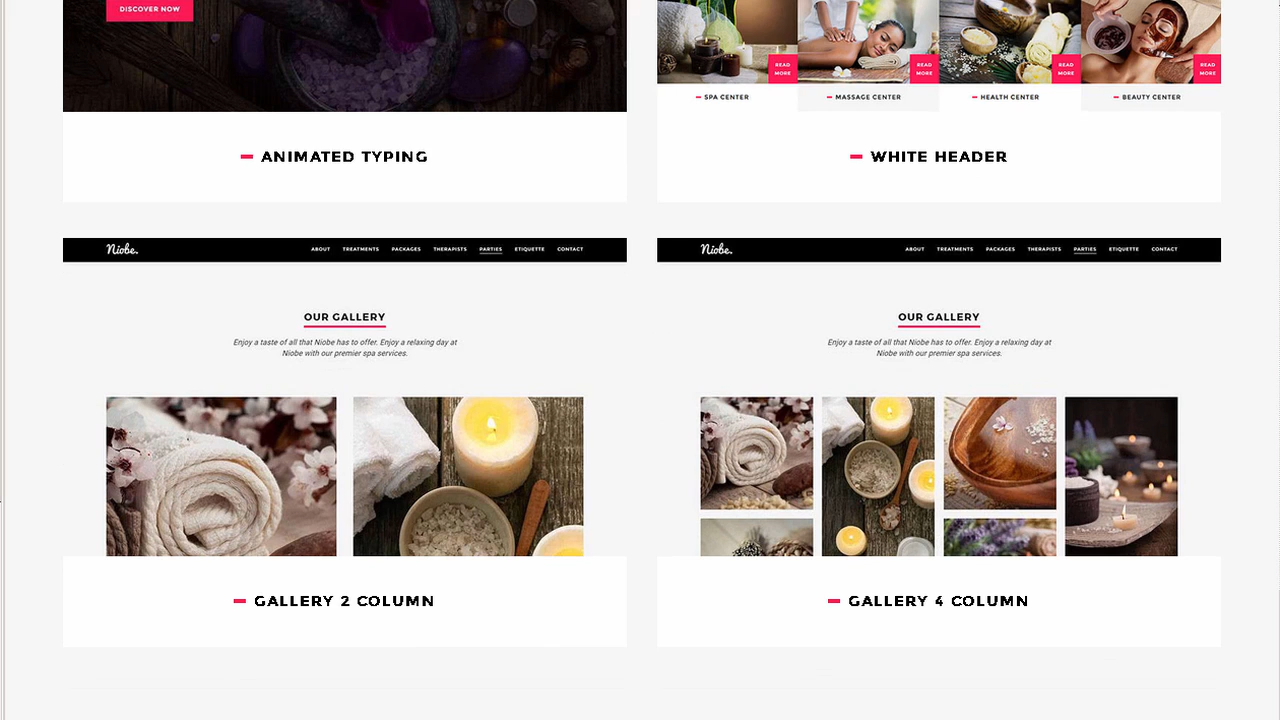 DISCOVER NOW
READ MORE
READ MORE
READ MORE
READ MORE
SPA CENTER
MASSAGE CENTER
HEALTH CENTER
BEAUTY CENTER
ANIMATED TYPING
WHITE HEADER
Niobe.
ABOUT TREATMENTS PACKAGES THERAPISTS PARTIES ETIQUETTE CONTACT
OUR GALLERY
Enjoy a taste of all that Niobe has to offer. Enjoy a relaxing day at
Niobe with our premier spa services.
GALLERY 2 COLUMN
Niobe.
ABOUT TREATMENTS PACKAGES THERAPISTS PARTIES ETIQUETTE CONTACT
OUR GALLERY
Enjoy a taste of all that Niobe has to offer. Enjoy a relaxing day at
Niobe with our premier spa services.
GALLERY 4 COLUMN